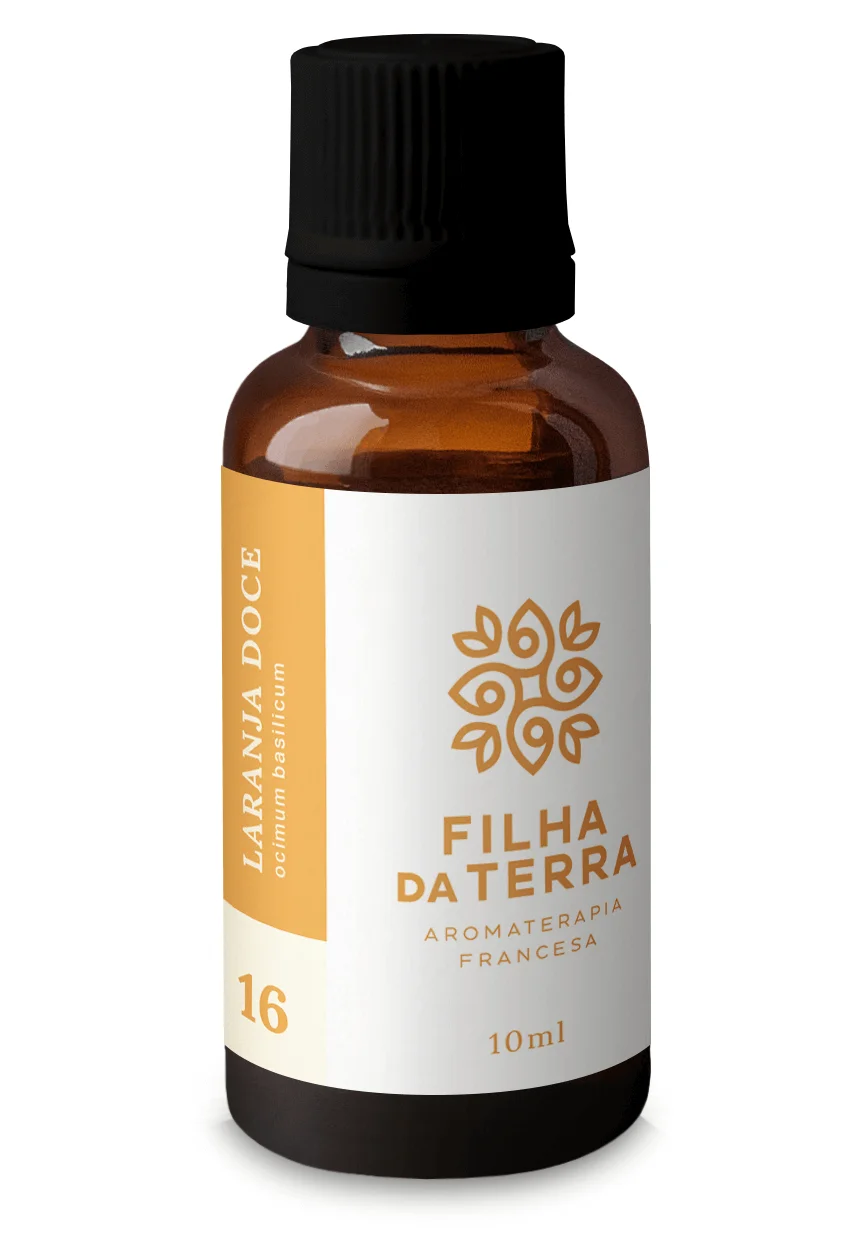 LARANJA DOCE
ocimum basilicum
16
FILHA
DA TERRA
AROMATERAPIA
FRANCESA
10ml